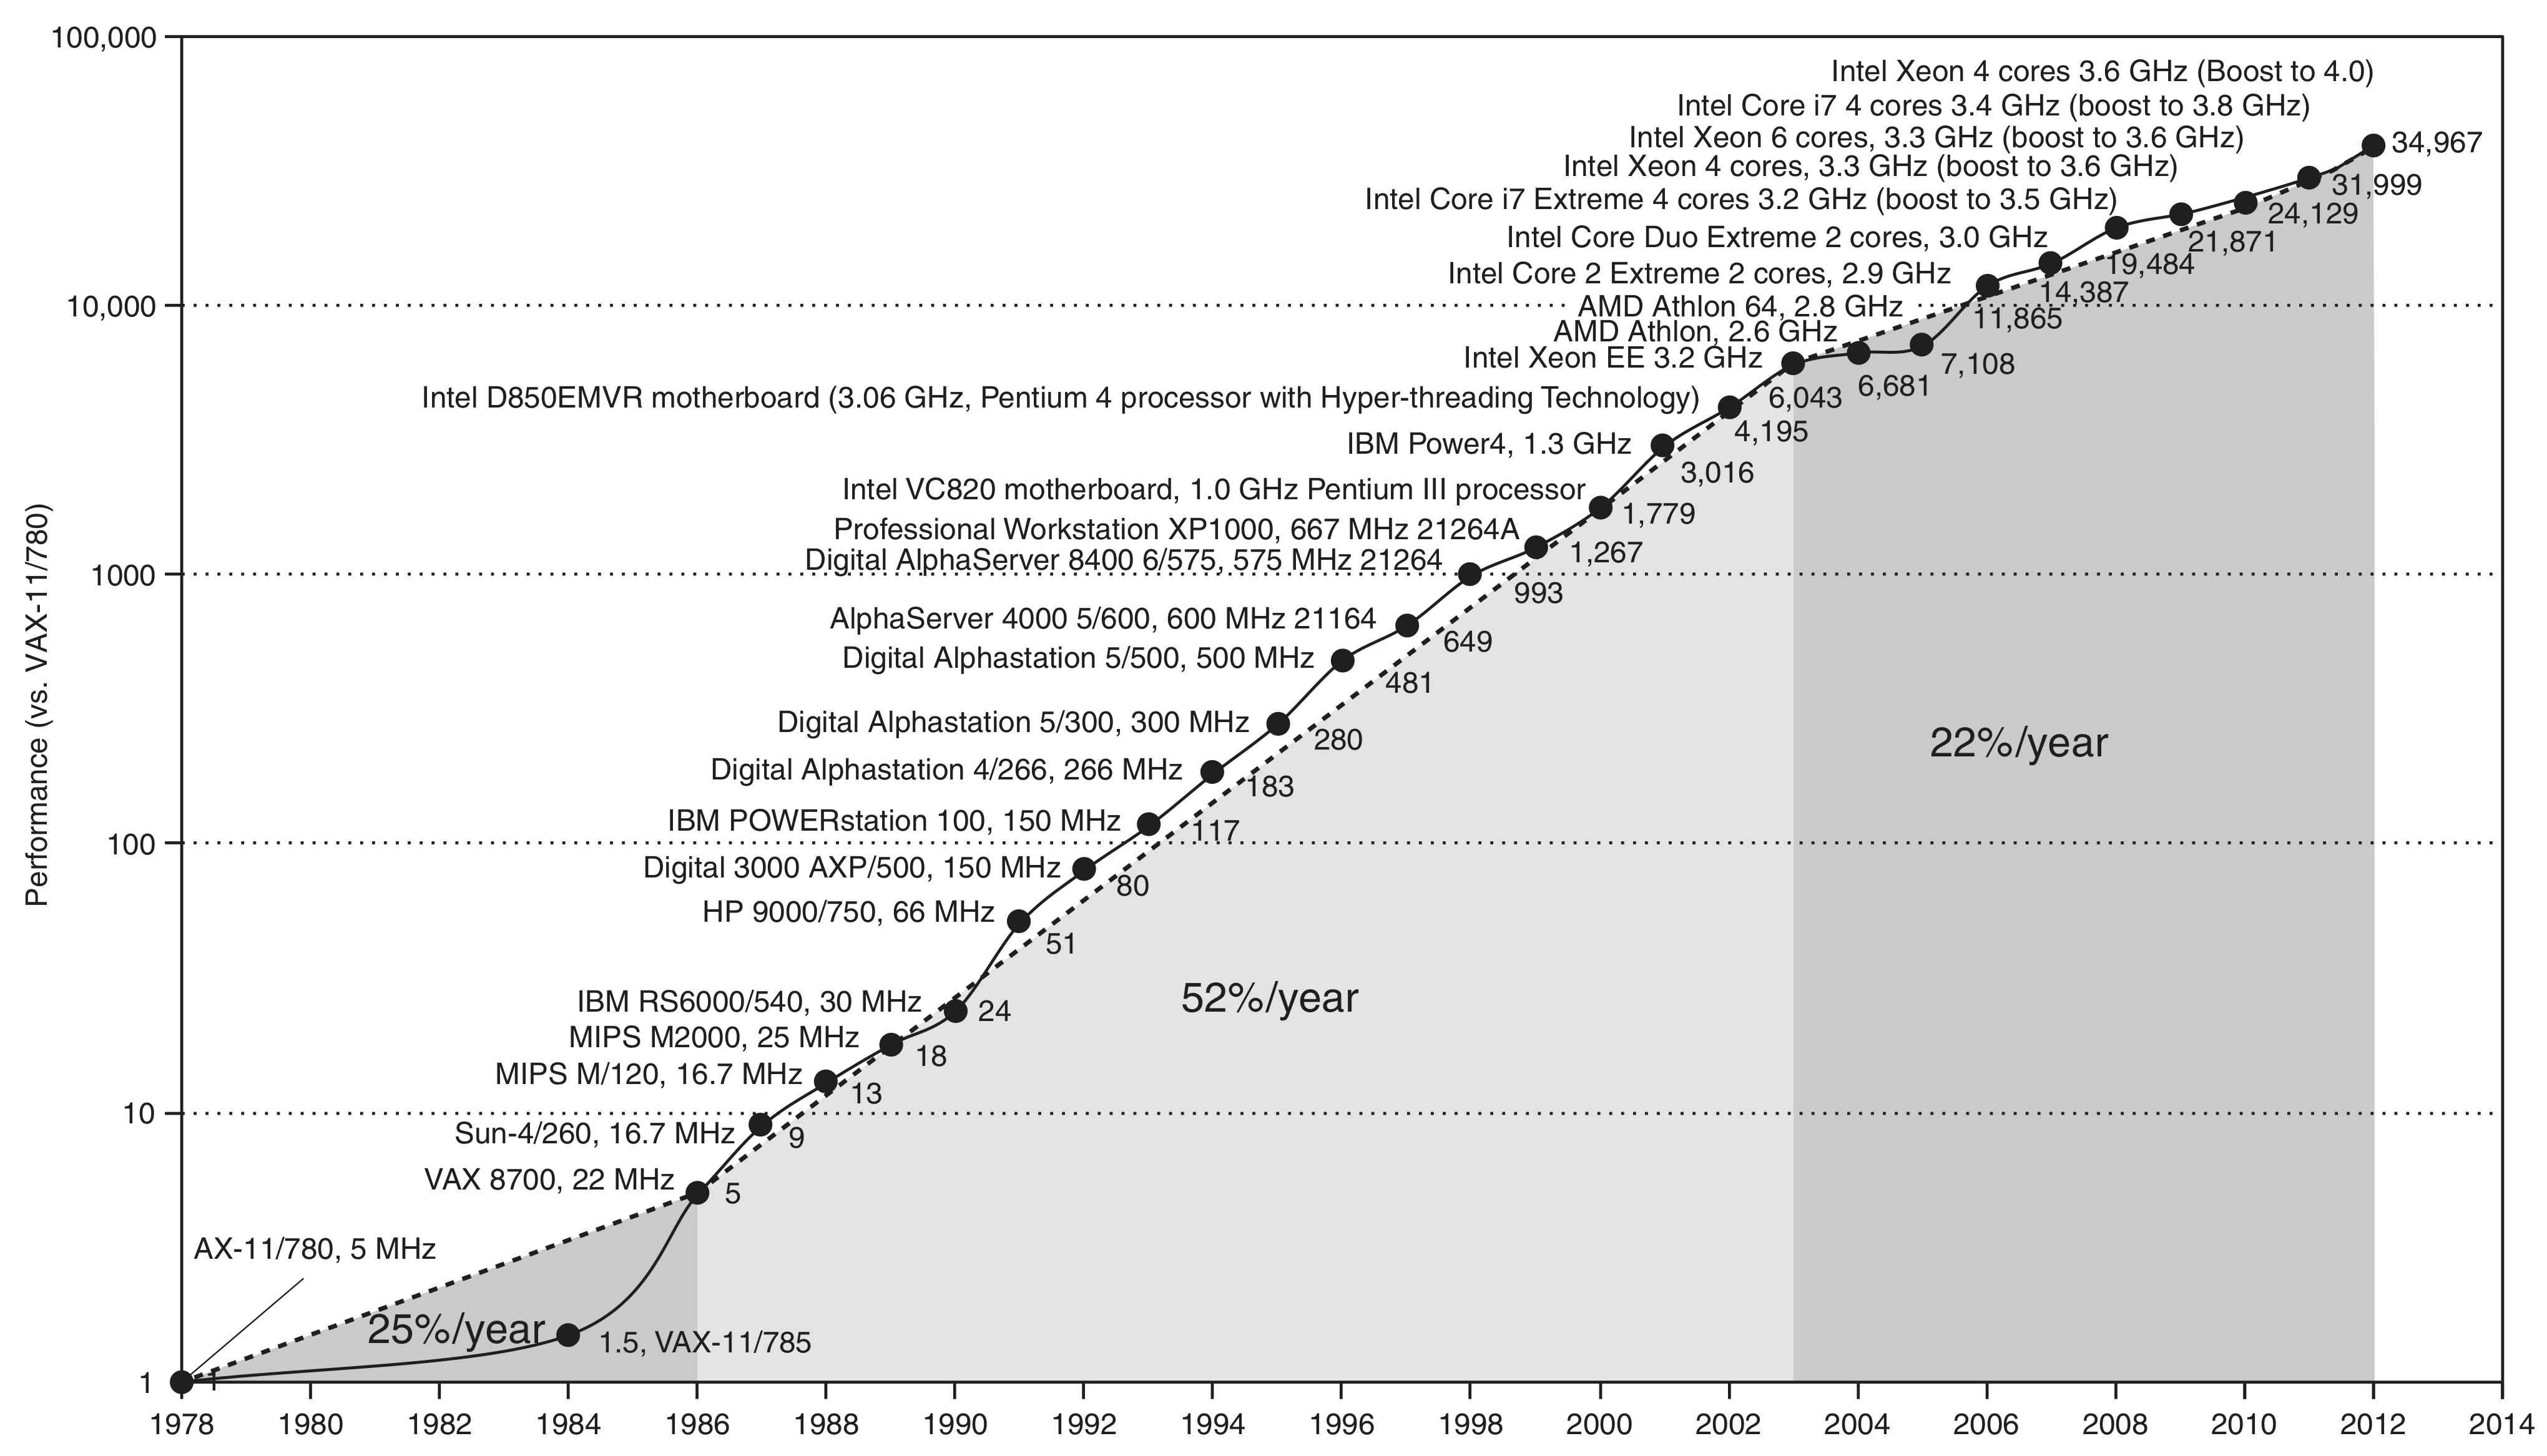 100,000
Intel Xeon 4 cores 3.6 GHz (Boost to 4.0)
Intel Core i7 4 cores 3.4 GHz (boost to 3.8 GHz)
Intel Xeon 6 cores, 3.3 GHz (boost to 3.6 GHz)
34,967
Intel Xeon 4 cores, 3.3 GHz (boost to 3.6 GHz)
31,999
Intel Core i7 Extreme 4 cores 3.2 GHz (boost to 3.5 GHz)
24,129
Intel Core Duo Extreme 2 cores, 3.0 GHz
21,871
Intel Core 2 Extreme 2 cores, 2.9 GHz
19,484
10,000
AMD Athlon 64, 2.8 GHz
14,387
AMD Athlon, 2.6 GHz
11,865
Intel Xeon EE 3.2 GHz
7,108
Intel D850EMVR motherboard (3.06 GHz, Pentium 4 processor with Hyper-threading Technology)
6,043
6,681
4,195
IBM Power4, 1.3 GHz
3,016
Intel VC820 motherboard, 1.0 GHz Pentium III processor
1,779
Professional Workstation XP1000, 667 MHz 21264A
1,267
Digital AlphaServer 8400 6/575, 575 MHz 21264
1000
993
AlphaServer 4000 5/600, 600 MHz 21164
649
Digital Alphastation 5/500, 500 MHz
481
Digital Alphastation 5/300, 300 MHz
280
22%/year
Performance (vs. VAX-11/780)
Digital Alphastation 4/266, 266 MHz
183
IBM POWERstation 100, 150 MHz
117
100
Digital 3000 AXP/500, 150 MHz
80
HP 9000/750, 66 MHz
51
52%/year
IBM RS6000/540, 30 MHz
24
MIPS M2000, 25 MHz
18
MIPS M/120, 16.7 MHz
13
10
Sun-4/260, 16.7 MHz
9
VAX 8700, 22 MHz
5
AX-11/780, 5 MHz
25%/year
1.5, VAX-11/785
1
1978 1980 1982 1984 1986 1988 1990 1992 1994 1996 1998 2000 2002 2004 2006 2008 2010 2012 2014